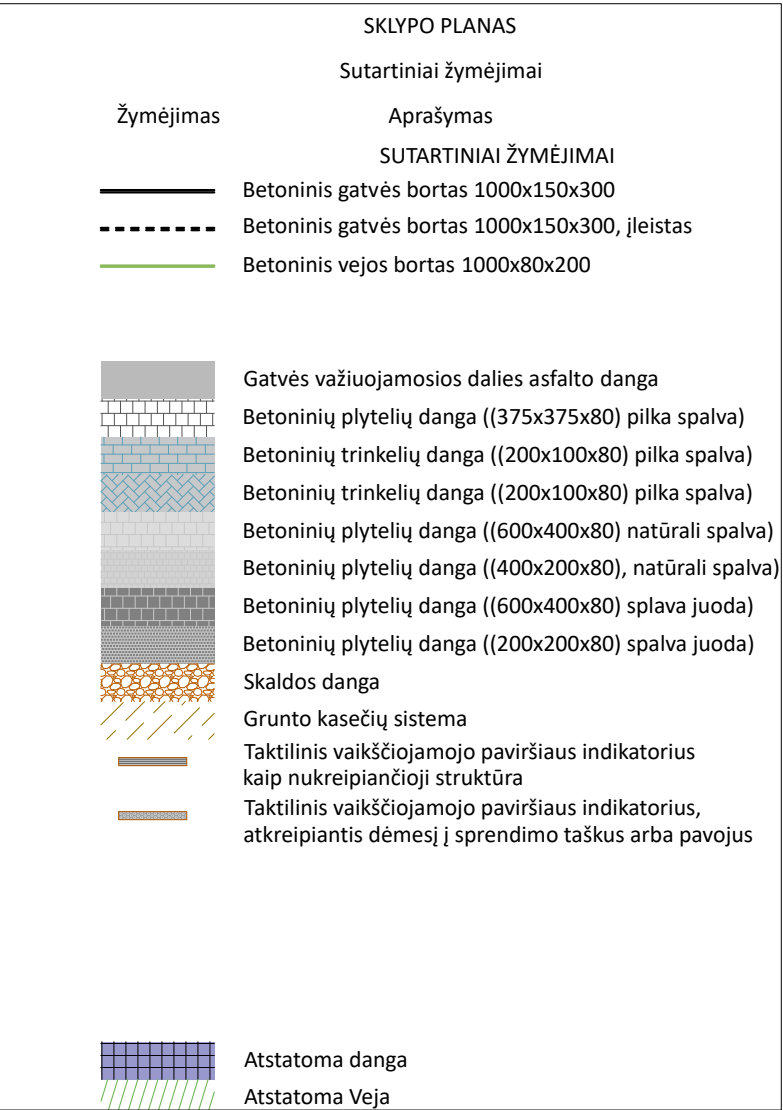 SKLYPO PLANAS
Sutartiniai žymėjimai
Žymėjimas Aprašymas
SUTARTINIAI ŽYMĖJIMAI
Betoninis gatvės bortas 1000x150x300
Betoninis gatvės bortas 1000x150x300, įleistas
Betoninis vejos bortas 1000x80x200
Gatvės važiuojamosios dalies asfalto danga
Betoninių plytelių danga ((375x375x80) pilka spalva)
Betoninių trinkelių danga ((200x100x80) pilka spalva)
Betoninių trinkelių danga ((200x100x80) pilka spalva)
Betoninių plytelių danga ((600x400x80) natūrali spalva)
Betoninių plytelių danga ((400x200x80), natūrali spalva)
Betoninių plytelių danga ((600x400x80) splava juoda)
Betoninių plytelių danga ((200x200x80) spalva juoda)
Skaldos danga
Grunto kasečių sistema
Taktilinis vaikščiojamojo paviršiaus indikatorius
kaip nukreipiančioji struktūra
Taktilinis vaikščiojamojo paviršiaus indikatorius,
atkreipiantis dėmesį į sprendimo taškus arba pavojus
Atstatoma danga
Atstatoma Veja